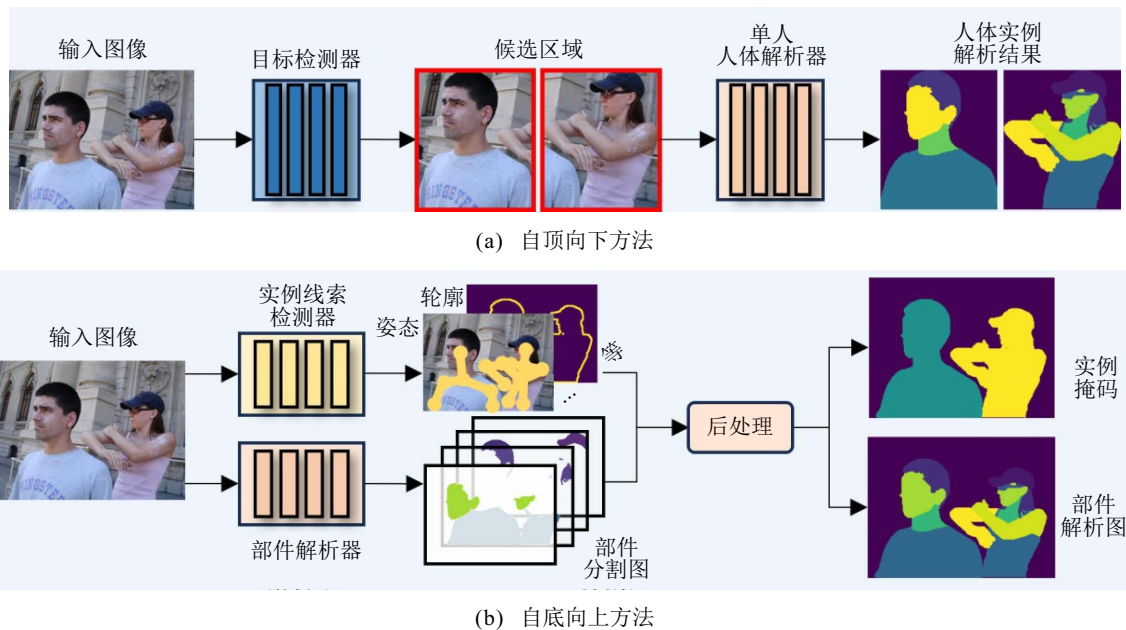 输入图像
目标检测器
候选区域
单人
人体解析器
人体实例
解析结果
(a) 自顶向下方法
输入图像
实例线索
检测器
轮廓
姿态
等
...
部件解析器
部件
分割图
后处理
实例
掩码
部件
解析图
(b) 自底向上方法